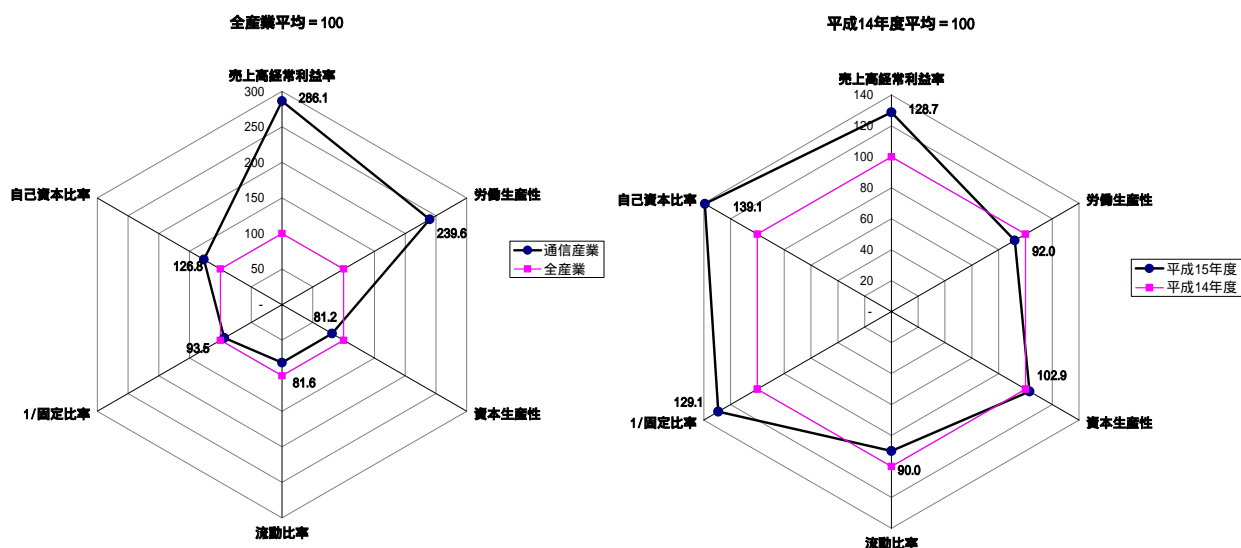 全産業平均=100
売上高経常利益率
300
286.1
250
200
150
100
50
-
自己資本比率
労働生産性
239.6
126.8
81.2
93.5
81.6
1/固定比率
資本生産性
流動比率
通信産業
全産業
平成14年度平均=100
売上高経常利益率
140
128.7
120
100
80
60
40
20
-
自己資本比率
139.1
労働生産性
92.0
102.9
129.1
1/固定比率
資本生産性
90.0
流動比率
平成15年度
平成14年度